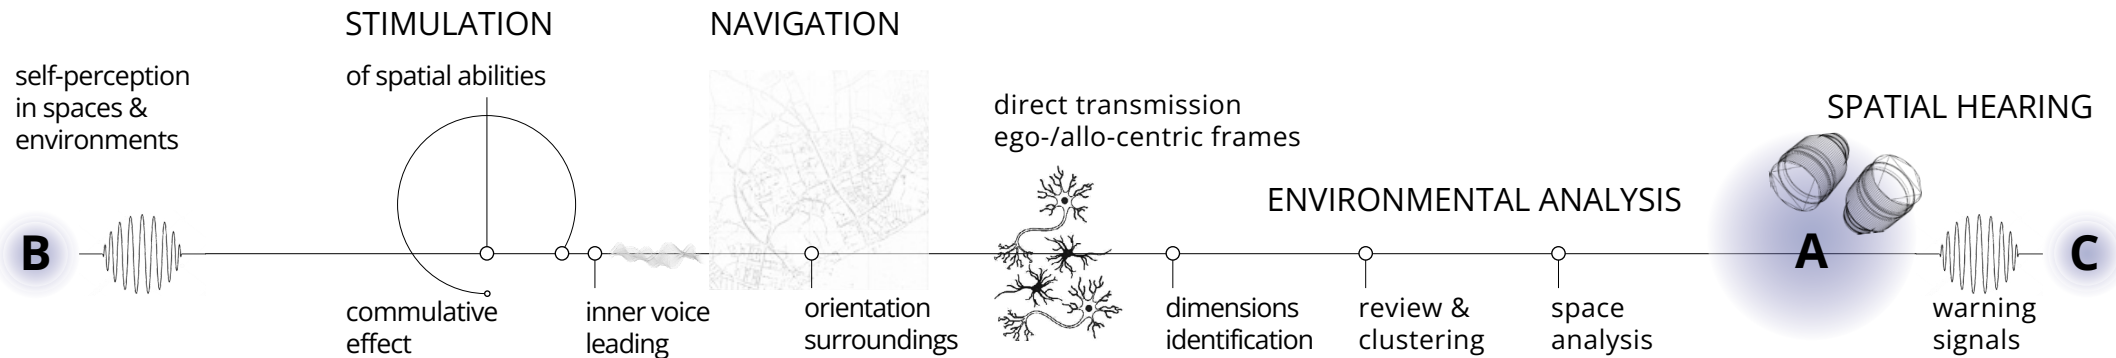 STIMULATION
of spatial abilities
NAVIGATION
self-perception
in spaces &
environments
direct transmission
ego-/allo-centric frames
SPATIAL HEARING
ENVIRONMENTAL ANALYSIS
B
A
C
commulative
effect
inner voice
leading
orientation
surroundings
dimensions
identification
review &
clustering
space
analysis
warning
signals